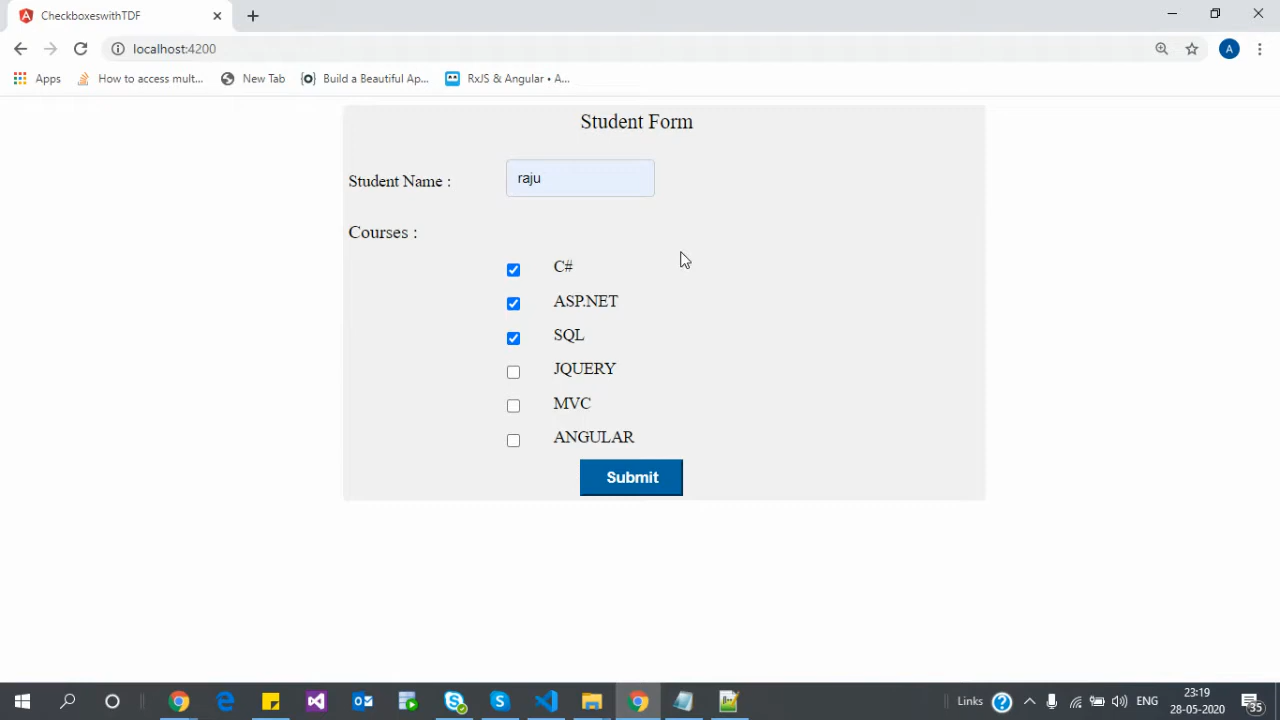 CheckboxeswithTDF
localhost:4200
A
Apps How to access mult... New Tab Build a Beautiful Ap... RxJS & Angular • A...
Student Form
Student Name : raju
Courses :
C#
ASP.NET
SQL
JQUERY
MVC
ANGULAR
Submit
Links ENG 23:19
28-05-2020 35